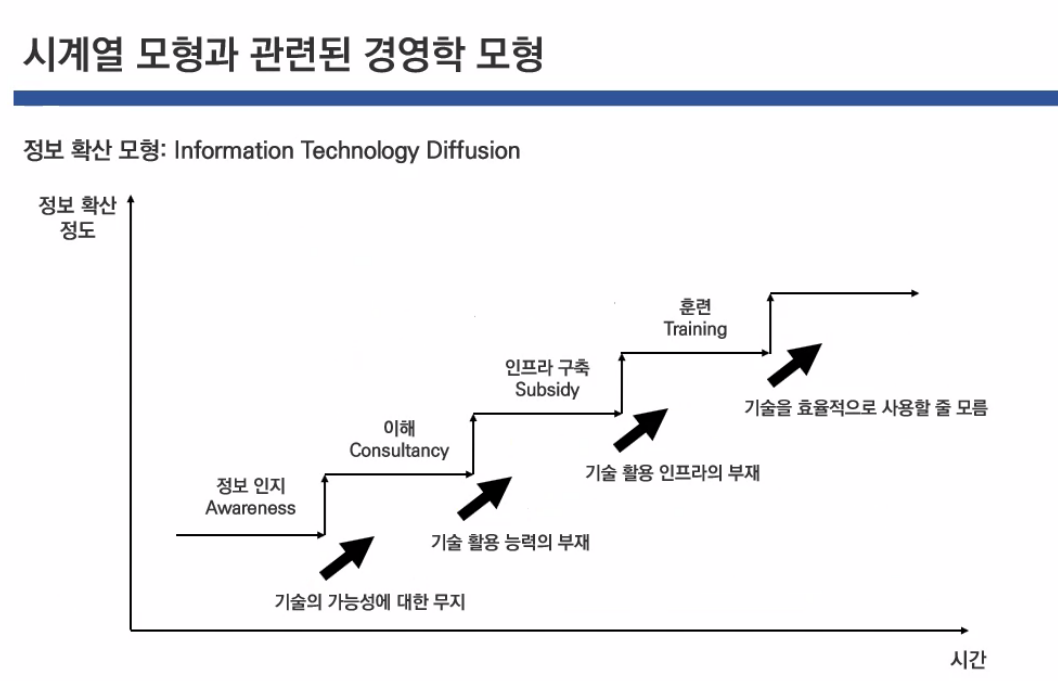 시계열 모형과 관련된 경영학 모형
정보 확산 모형: Information Technology Diffusion
정보 확산
정도
훈련
Training
인프라 구축
Subsidy
기술을 효율적으로 사용할 줄 모름
이해
Consultancy
기술 활용 인프라의 부재
정보 인지
Awareness
기술 활용 능력의 부재
기술의 가능성에 대한 무지
시간